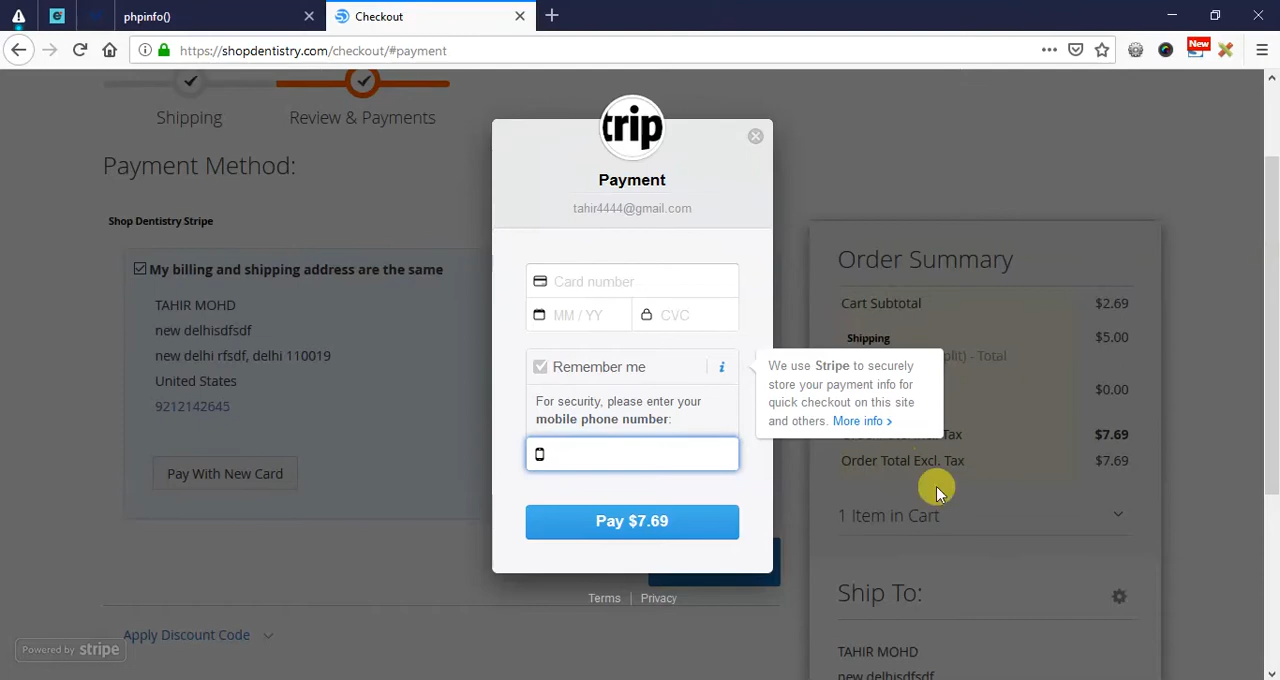 phpinfo()
Checkout
https://shopdentistry.com/checkout/#payment
New
Shipping
Review & Payments
Payment Method:
Shop Dentistry Stripe
My billing and shipping address are the same
TAHIR MOHD
new delhisdfsdf
new delhi rfsdf, delhi 110019
United States
9212142645
Pay With New Card
Apply Discount Code
Powered by stripe
trip
Payment
tahir4444@gmail.com
Card number
MM / YY
CVC
Remember me
For security, please enter your
mobile phone number:
Pay $7.69
Terms | Privacy
We use Stripe to securely
store your payment info for
quick checkout on this site
and others. More info
Order Summary
Cart Subtotal $2.69
Shipping $5.00
- Total
$0.00
Tax $7.69
Order Total Excl. Tax $7.69
1 Item in Cart
Ship To:
TAHIR MOHD
new delhisdfsdf